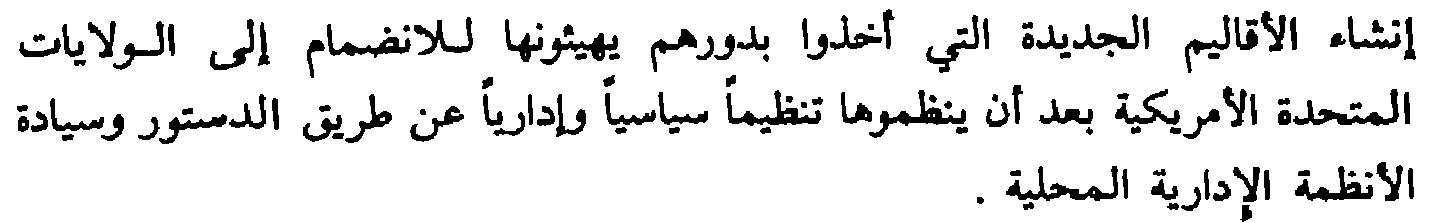 إنشاء الأقاليم الجديدة التي أخذوا بدورهم يهيئونها للانضمام إلى الولايات
المتحدة الأمريكية بعد أن ينظموها تنظيماً سياسياً وإدارياً عن طريق الدستور وسيادة
الأنظمة الإدارية المحلية .